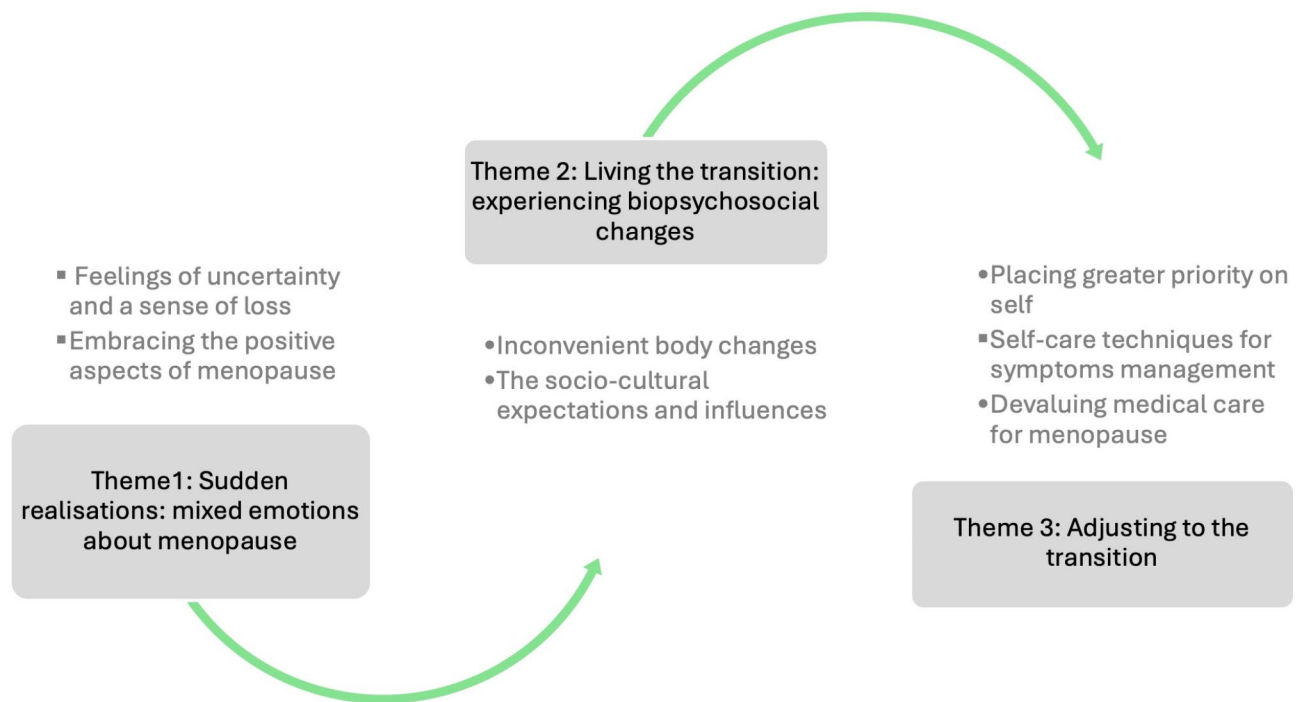 ▪ Feelings of uncertainty
and a sense of loss
▪Embracing the positive
aspects of menopause
Theme1: Sudden
realisations: mixed emotions
about menopause
Theme 2: Living the transition:
experiencing biopsychosocial
changes
•Inconvenient body changes
•The socio-cultural
expectations and influences
•Placing greater priority on
self
▪Self-care techniques for
symptoms management
•Devaluing medical care
for menopause
Theme 3: Adjusting to the
transition